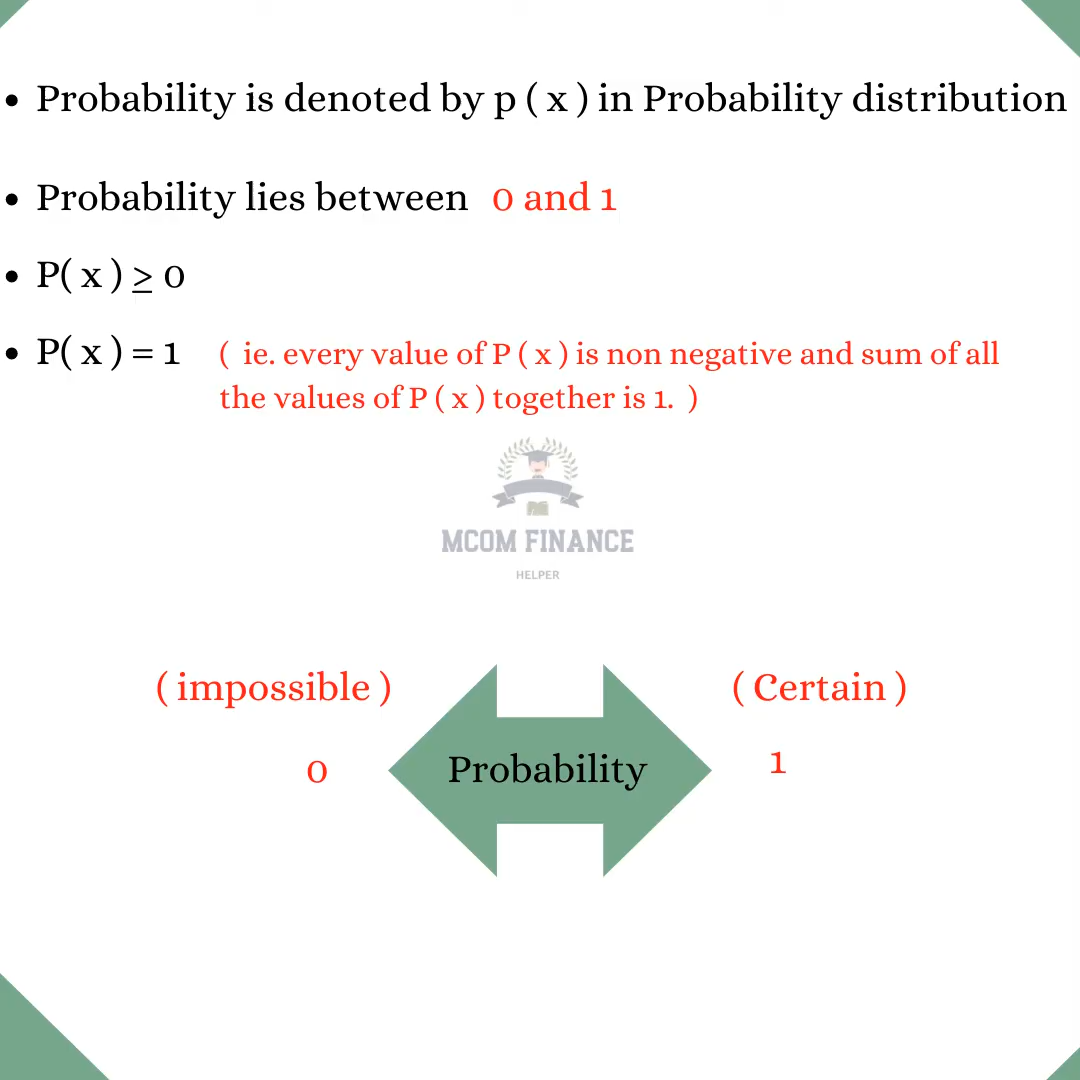 • Probability is denoted by p ( x ) in Probability distribution
• Probability lies between 0 and 1
• P( x ) ≥ 0
• P( x ) = 1 ( ie. every value of P ( x ) is non negative and sum of all
the values of P ( x ) together is 1. )
MCOM FINANCE
HELPER
( impossible ) ( Certain )
0 Probability 1